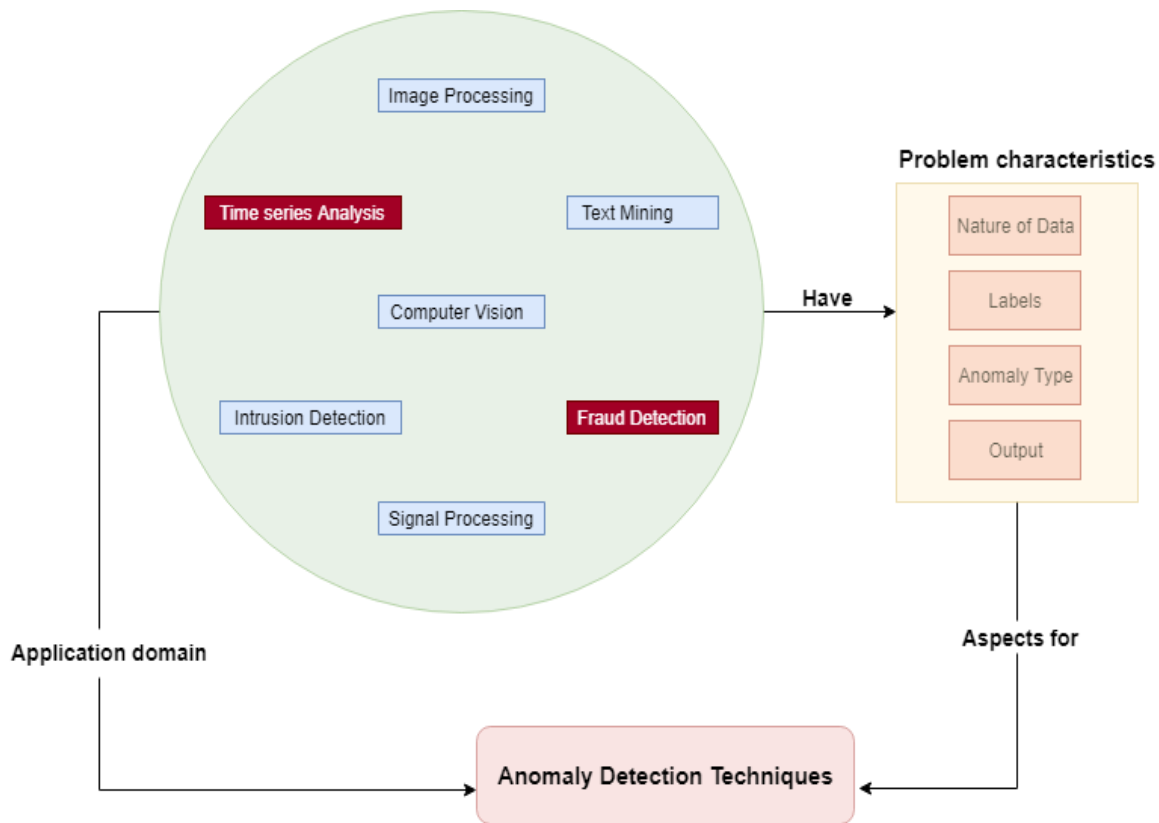 Image Processing
Time series Analysis
Text Mining
Computer Vision
Intrusion Detection
Fraud Detection
Signal Processing
Have
Problem characteristics
Nature of Data
Labels
Anomaly Type
Output
Application domain
Aspects for
Anomaly Detection Techniques